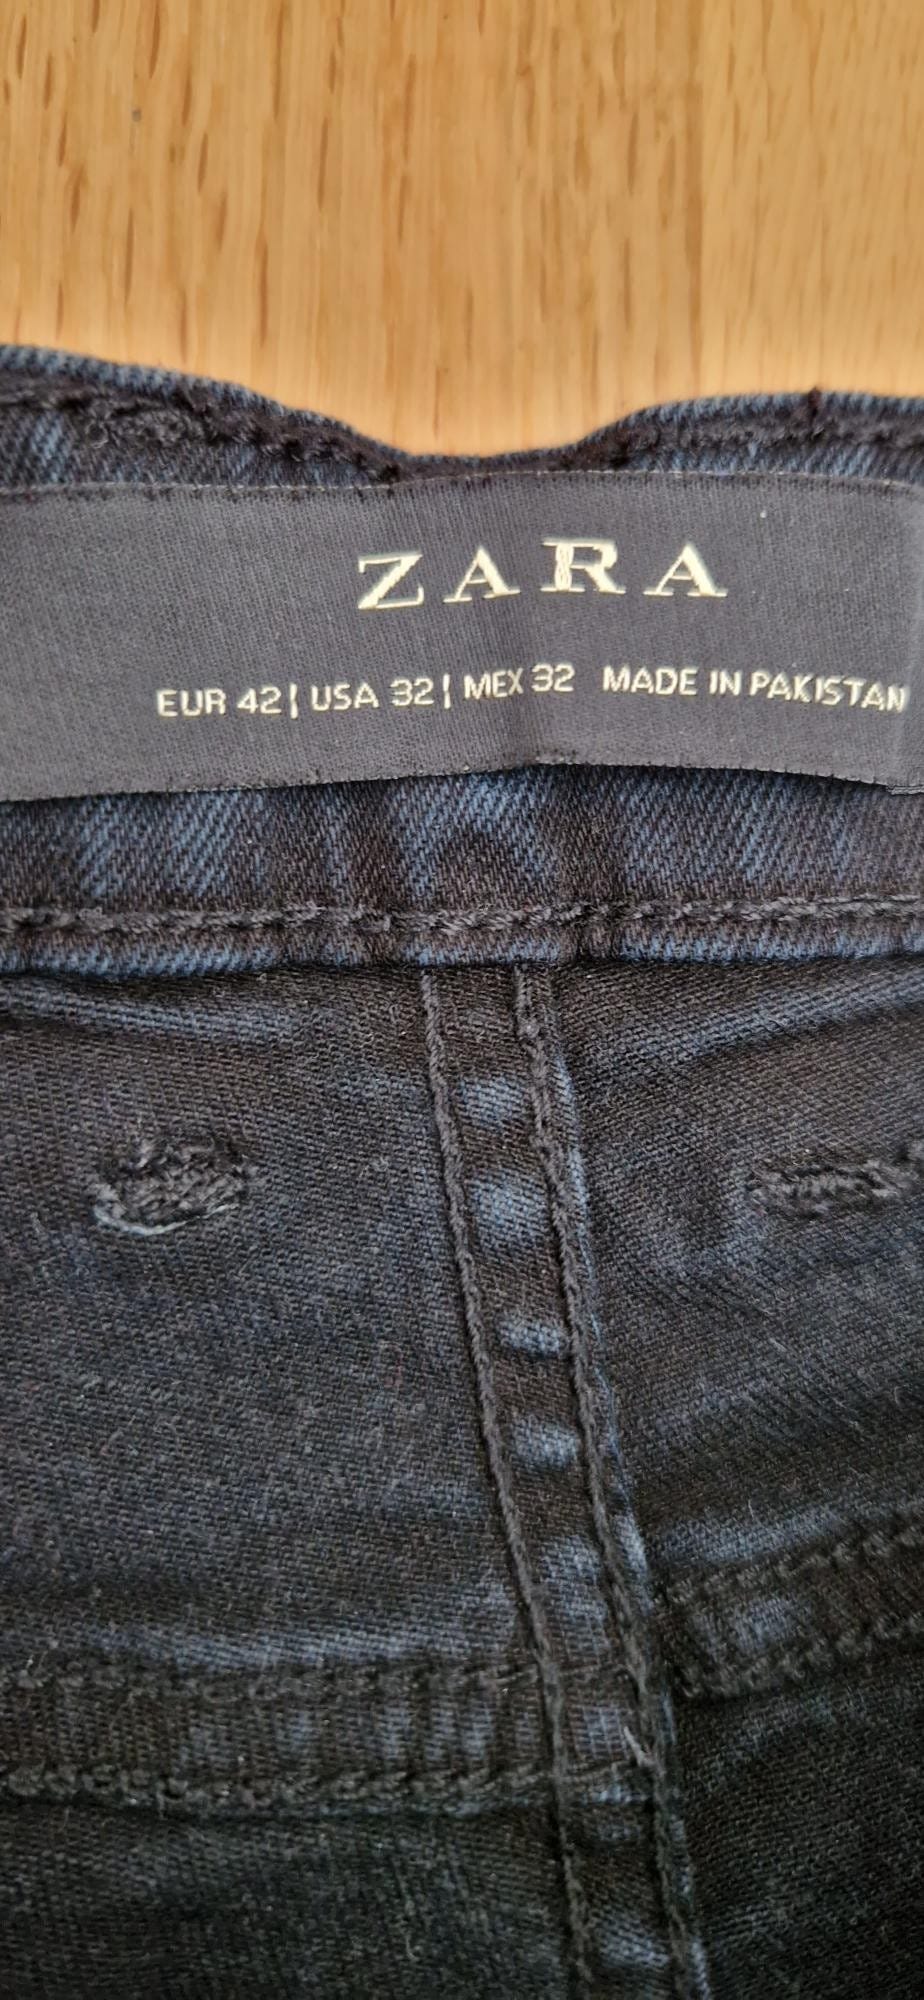 ZARA
EUR 42| USA 32| MEX 32 MADE IN PAKISTAN